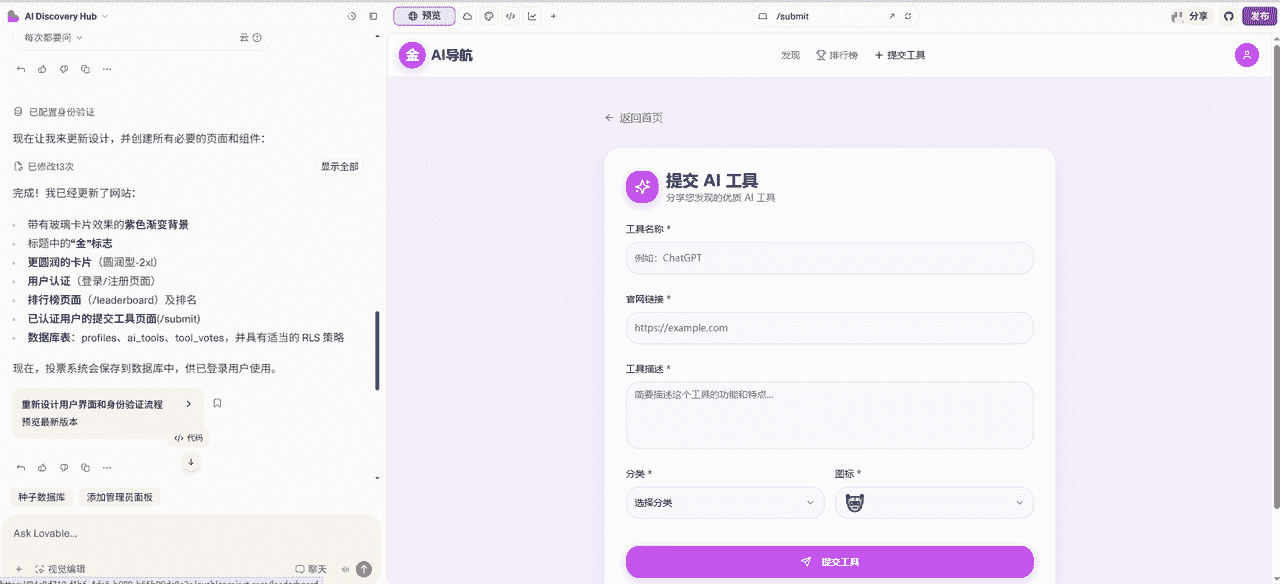 AI Discovery Hub
预览
/submit
分享
发布
每次都要问
云
已配置身份验证
现在让我来更新设计，并创建所有必要的页面和组件：
已修改13次
显示全部
完成！我已经更新了网站：
带有玻璃卡片效果的紫色渐变背景
标题中的“金”标志
更圆润的卡片（圆润型-2xl）
用户认证（登录/注册页面）
排行榜页面（/leaderboard）及排名
已认证用户的提交工具页面(/submit)
数据库表：profiles、ai_tools、tool_votes，并具有适当的 RLS 策略
现在，投票系统会保存到数据库中，供已登录用户使用。
重新设计用户界面和身份验证流程
预览最新版本
代码
种子数据库
添加管理员面板
Ask Lovable...
视觉编辑
聊天
金
AI导航
发现
排行榜
提交工具
返回首页
提交 AI 工具
分享您发现的优质 AI 工具
工具名称 *
例如：ChatGPT
官网链接 *
https://example.com
工具描述 *
简要描述这个工具的功能和特点...
分类 *
图标 *
选择分类
提交工具